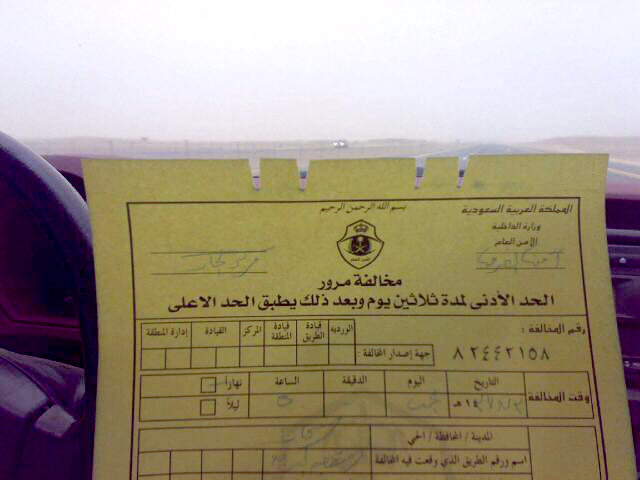 بسم الله الرحمن الرحيم
المملكة العربية السعودية
وزارة الداخلية
الأمن العام
مخالفة مرور
الحد الأدنى لمدة ثلاثين يوم وبعد ذلك يطبق الحد الاعلى
رقم المخالفة :
٨٢٤٤٢١٥٨
جهة إصدار المخالفة :
الوردية
قيادة الطريق
قيادة المنطقة
المركز
القيادة
إدارة المنطقة
وقت المخالفة
التاريخ
اليوم
الدقيقة
الساعة
نهاراً
ليلاً
١٤ هـ
المدينة / المحافظة / الحي
اسم ورقم الطريق الذي وقعت فيه المخالفة